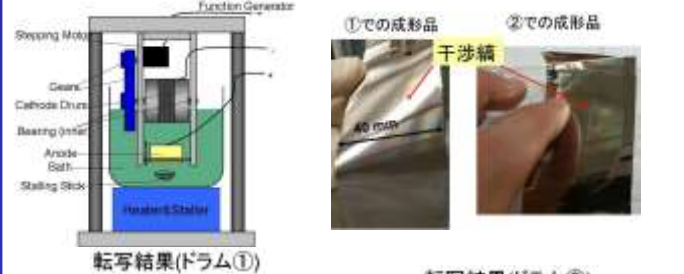 Function Generator
Stepping Motor
Gears
Cathode Drum
Bearing (inner
Anode
Bath
Stalling Stick
Heater&Staller
転写結果(ドラム①)
①での成形品
②での成形品
干渉縞
40 mm